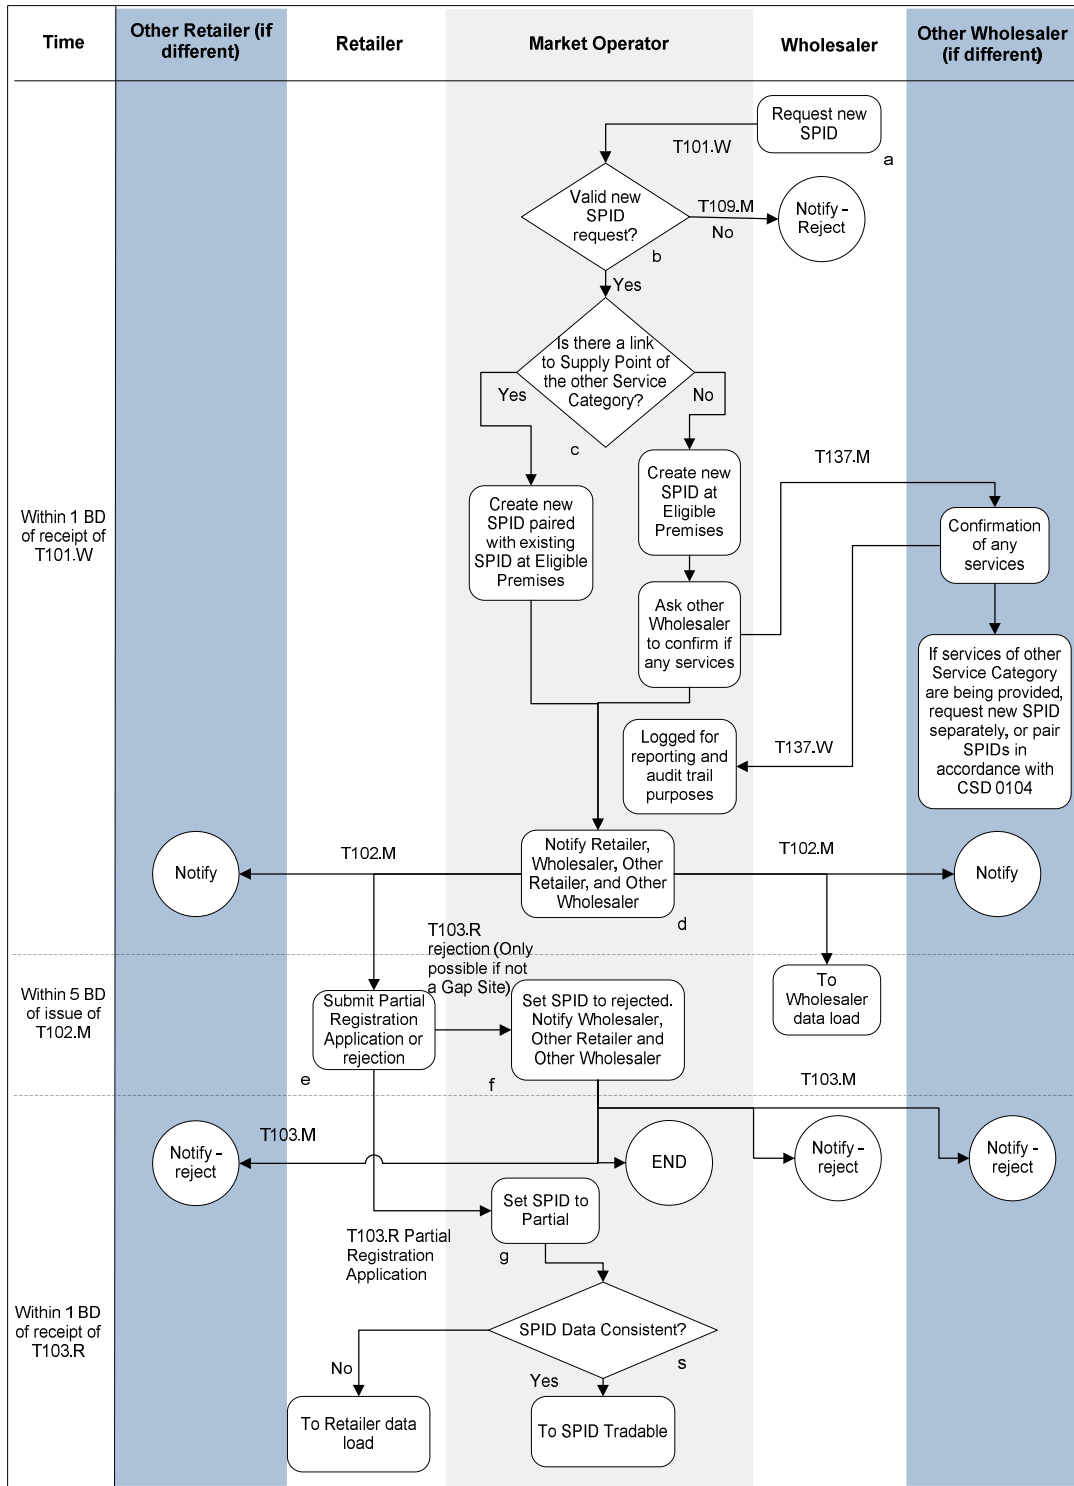 Time
Other Retailer (if
different)
Retailer
Market Operator
Wholesaler
Other Wholesaler
(if different)
Request new
SPID
a
T101.W
Valid new
SPID
request?
b
T109.M
No
Notify -
Reject
Yes
Is there a link
to Supply Point of
the other Service
Category?
c
Yes
No
Within 1 BD
of receipt of
T101.W
Create new
SPID paired
with existing
SPID at Eligible
Premises
Create new
SPID at
Eligible
Premises
T137.M
Confirmation
of any
services
Ask other
Wholesaler
to confirm if
any services
If services of other
Service Category
are being provided,
request new SPID
separately, or pair
SPIDs in
accordance with
CSD 0104
Logged for
reporting and
audit trail
purposes
T137.W
Notify
T102.M
Notify Retailer,
Wholesaler, Other
Retailer, and Other
Wholesaler
d
T102.M
Notify
T103.R
rejection (Only
possible if not
a Gap Site)
Within 5 BD
of issue of
T102.M
Submit Partial
Registration
Application or
rejection
e
Set SPID to rejected.
Notify Wholesaler,
Other Retailer and
Other Wholesaler
f
To
Wholesaler
data load
T103.M
T103.M
Notify -
reject
END
Notify -
reject
Notify -
reject
Set SPID to
Partial
g
T103.R Partial
Registration
Application
Within 1 BD
of receipt of
T103.R
SPID Data Consistent?
s
No
Yes
To Retailer data
load
To SPID Tradable